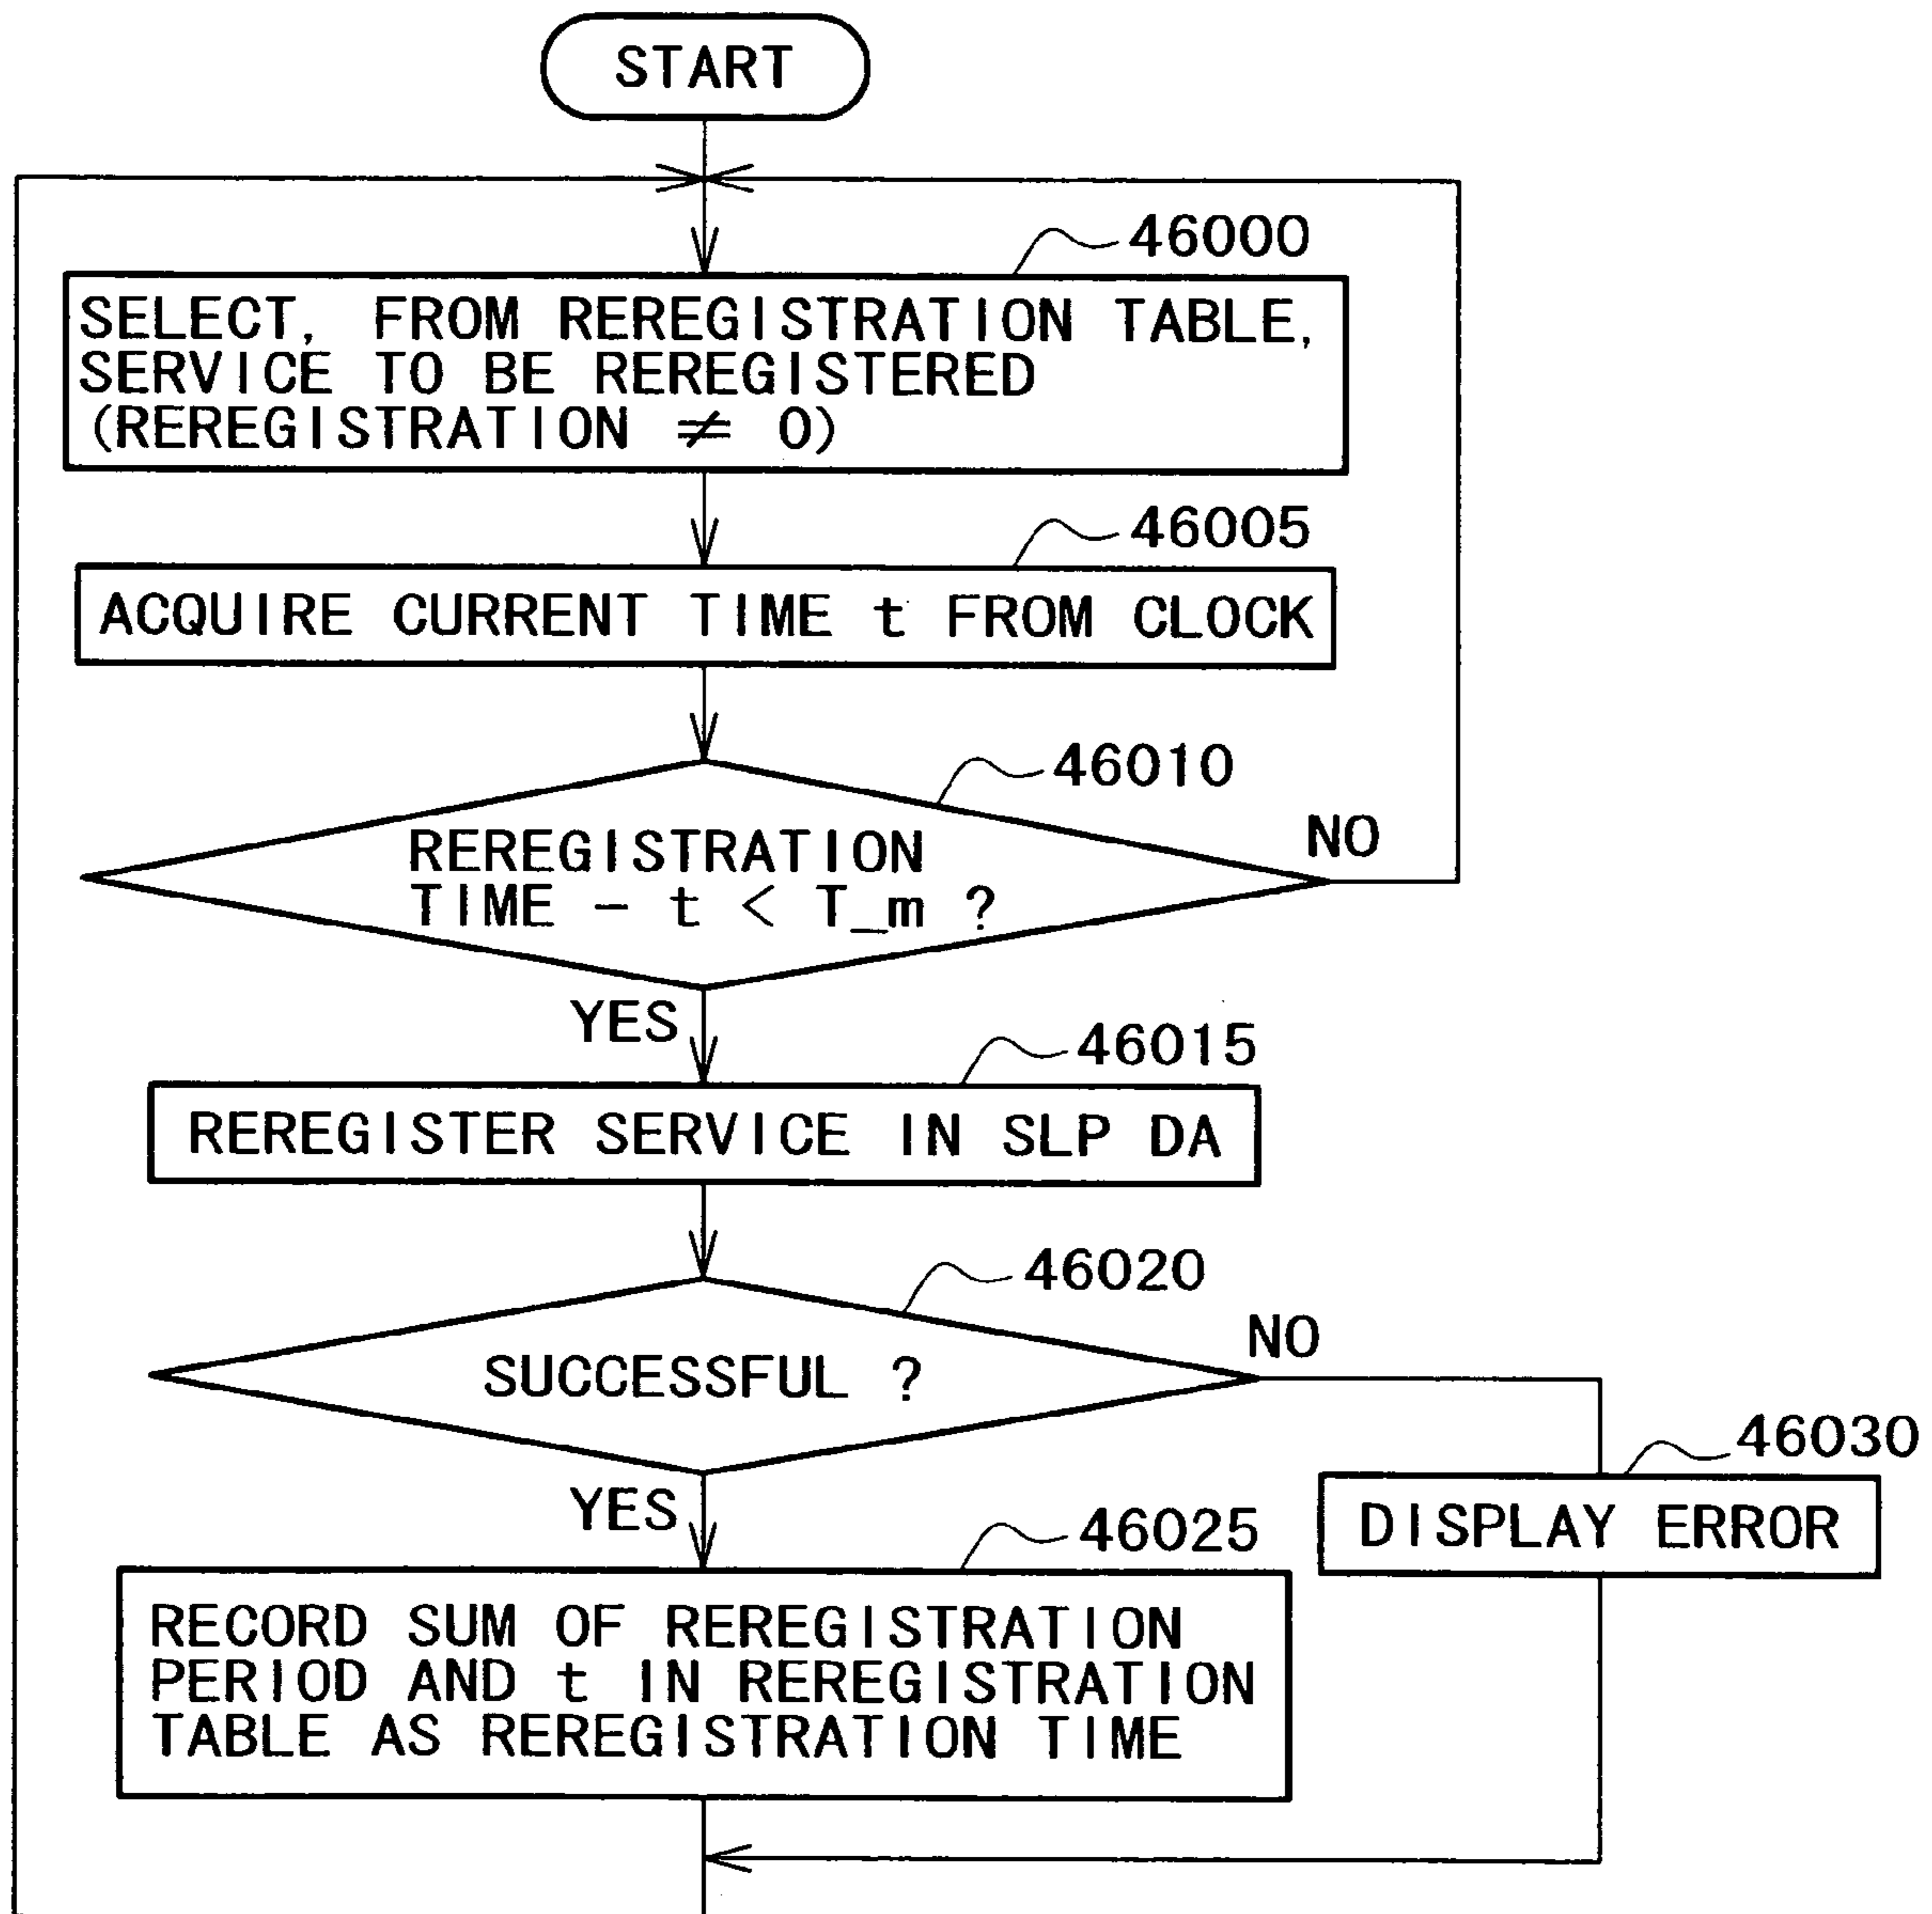 START
46000
SELECT, FROM REREGISTRATION TABLE,
SERVICE TO BE REREGISTERED
(REREGISTRATION ≠ 0)
46005
ACQUIRE CURRENT TIME t FROM CLOCK
46010
REREGISTRATION
TIME - t < T_m ?
NO
YES
46015
REREGISTER SERVICE IN SLP DA
46020
SUCCESSFUL ?
NO
YES
46030
DISPLAY ERROR
46025
RECORD SUM OF REREGISTRATION
PERIOD AND t IN REREGISTRATION
TABLE AS REREGISTRATION TIME